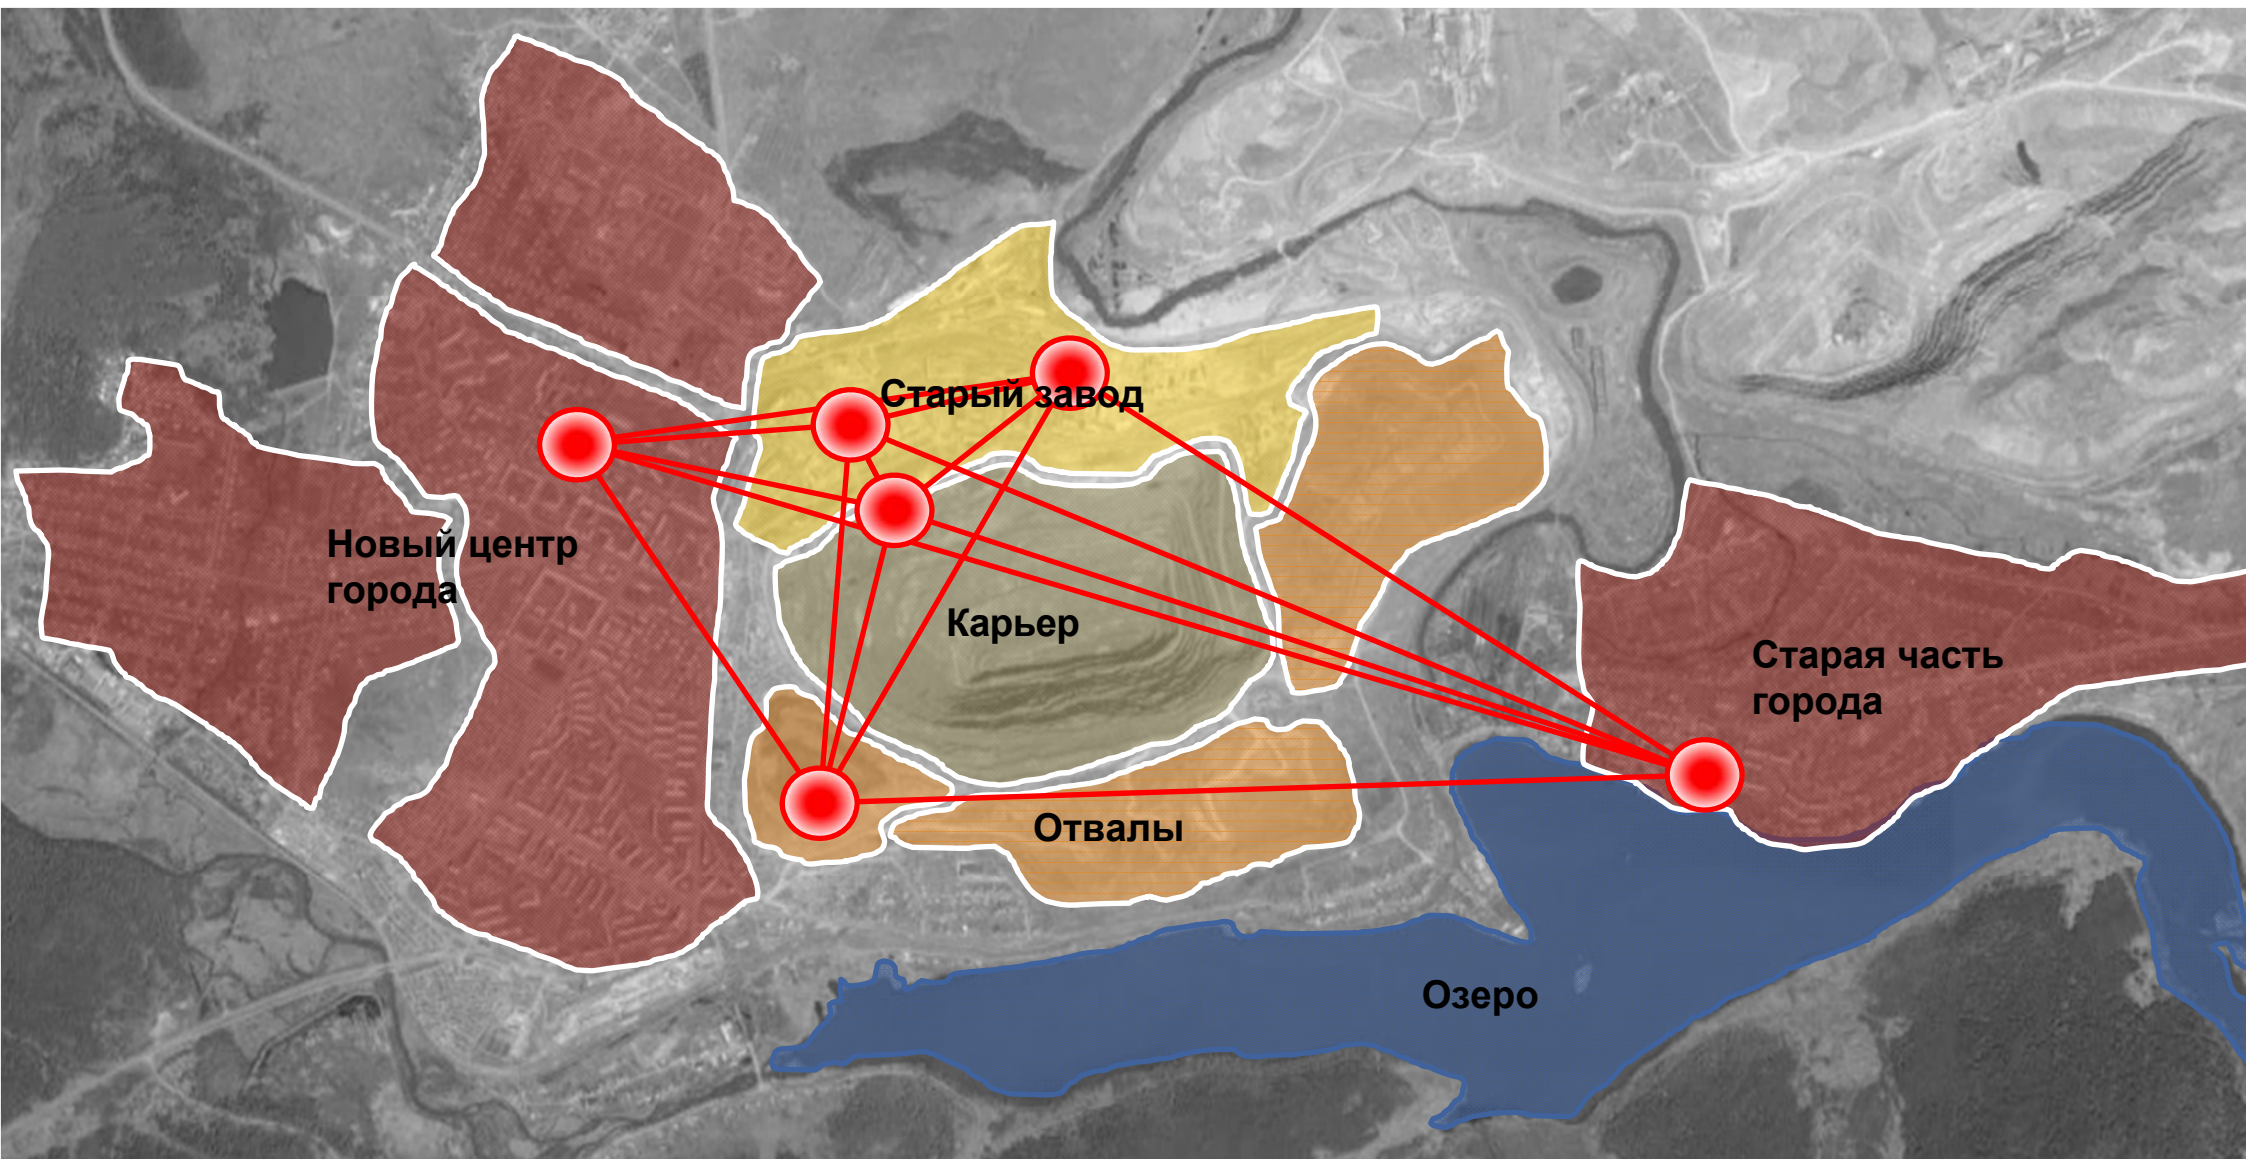 Старый завод
Новый центр
города
Карьер
Старая часть
города
Отвалы
Озеро